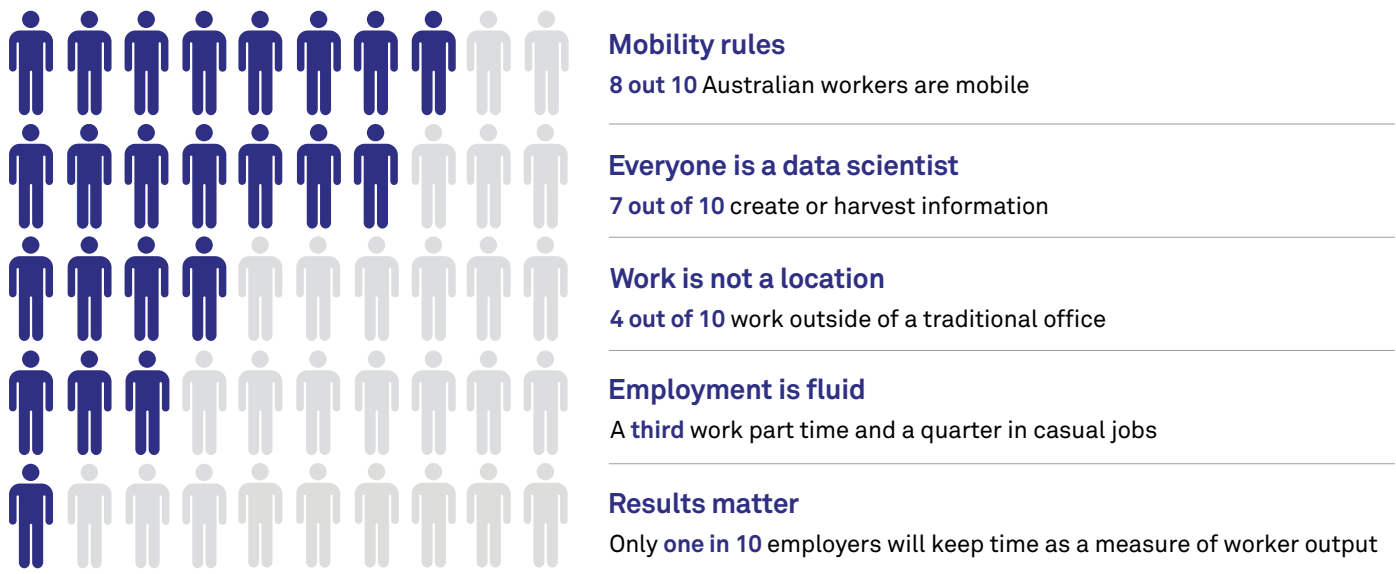 Mobility rules
8 out 10 Australian workers are mobile
Everyone is a data scientist
7 out of 10 create or harvest information
Work is not a location
4 out of 10 work outside of a traditional office
Employment is fluid
A third work part time and a quarter in casual jobs
Results matter
Only one in 10 employers will keep time as a measure of worker output